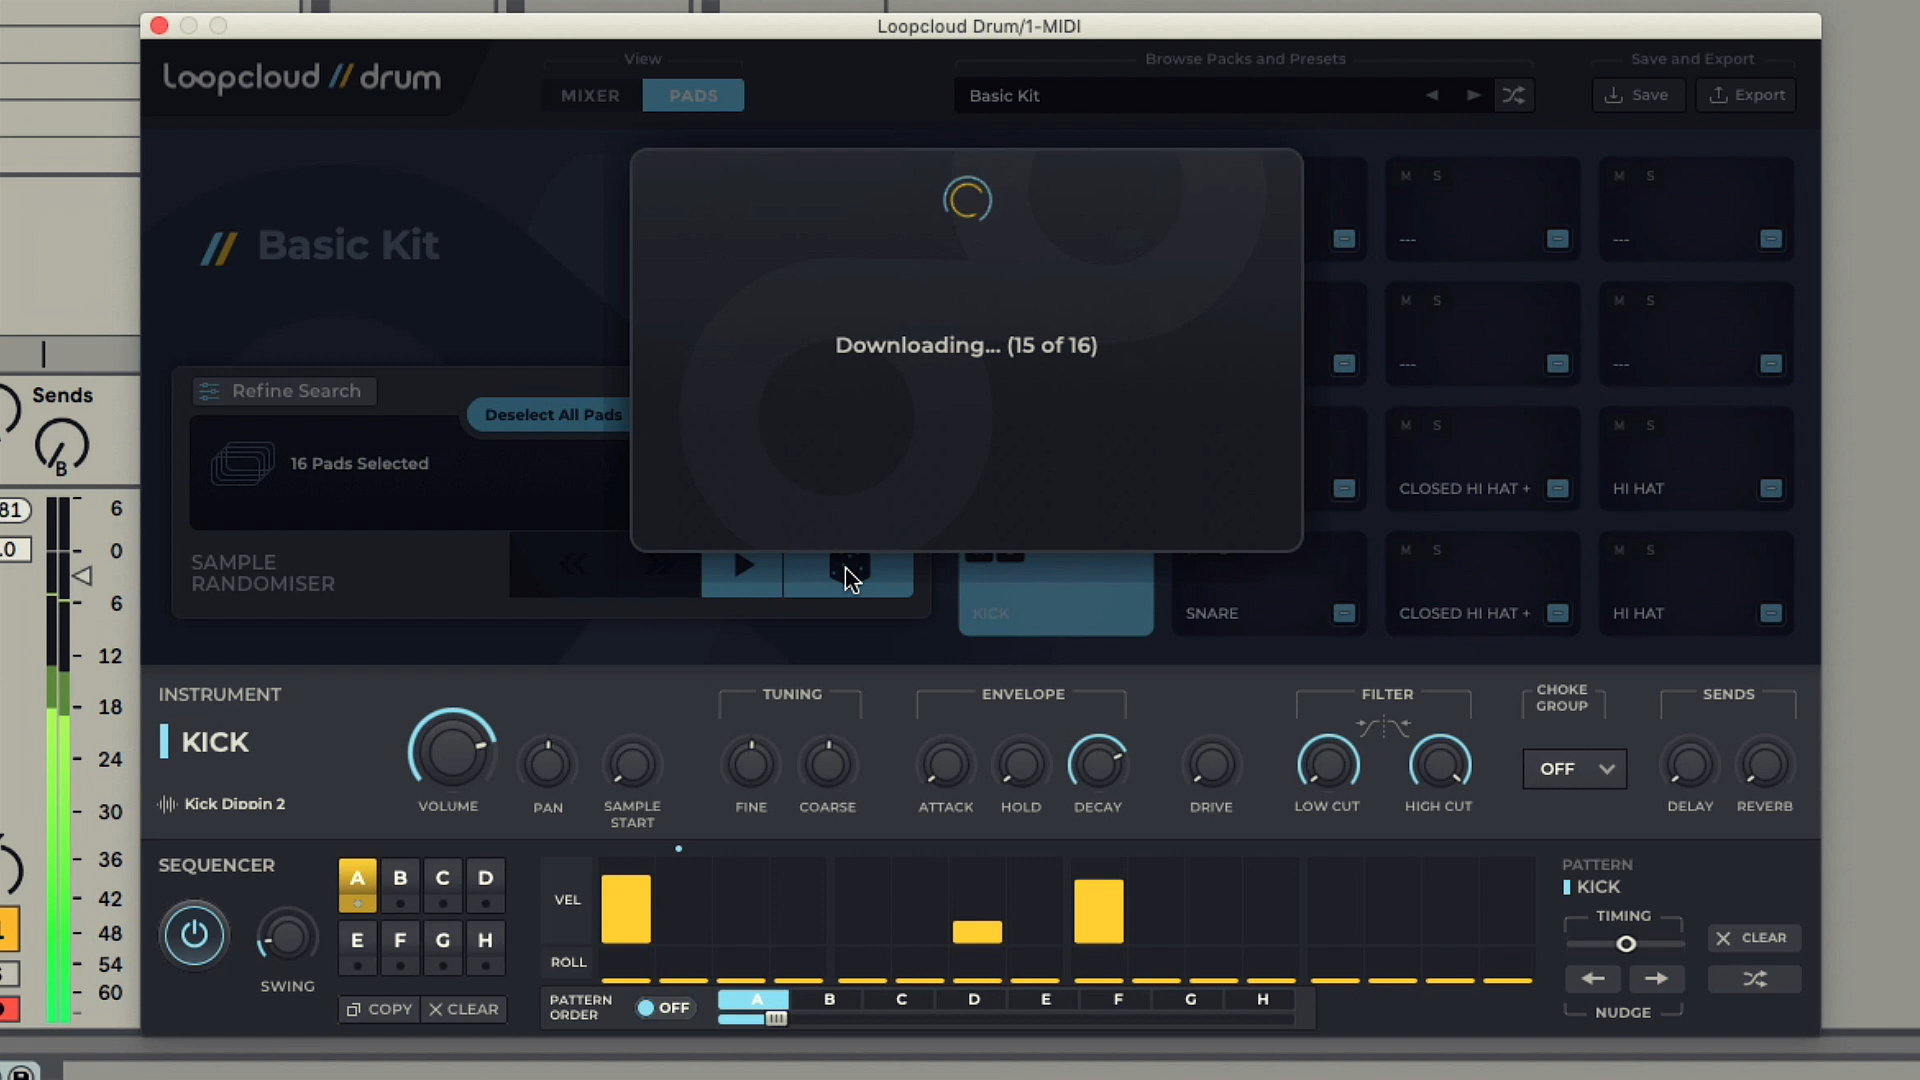 Loopcloud Drum/1-MIDI
Loopcloud // drum
View
MIXER PADS
Browse Packs and Presets
Basic Kit
Save and Export
Save Export
Basic Kit
M S M S
--- ---
M S M S
--- ---
Downloading... (15 of 16)
Refine Search
Deselect All Pads
16 Pads Selected
M S M S
CLOSED HI HAT + HI HAT
SAMPLE
RANDOMISER
M S M S
KICK SNARE CLOSED HI HAT + HI HAT
Sends
B
81
.0
6
0
6
12
18
24
30
36
42
48
54
60
INSTRUMENT
KICK
Kick Dippin 2
VOLUME
PAN
SAMPLE
START
TUNING
FINE COARSE
ENVELOPE
ATTACK HOLD DECAY
DRIVE
FILTER
LOW CUT HIGH CUT
CHOKE
GROUP
OFF
SENDS
DELAY REVERB
SEQUENCER
SWING
A B C D
E F G H
COPY CLEAR
VEL
ROLL
PATTERN
ORDER
OFF
A B C D E F G H
PATTERN
KICK
TIMING
CLEAR
NUDGE